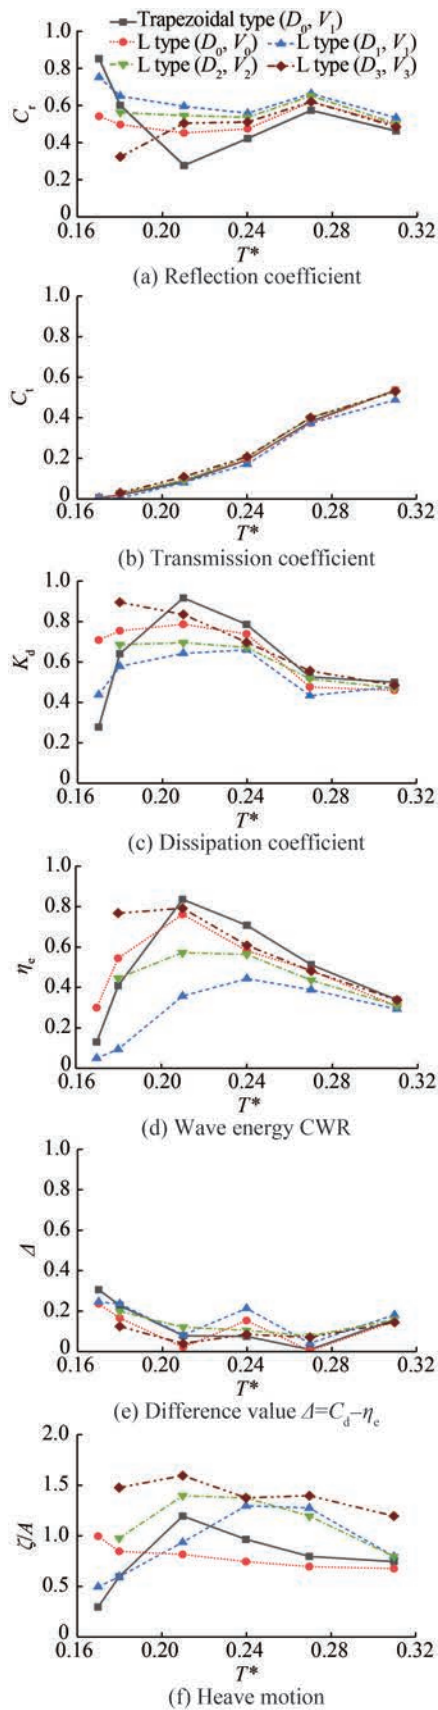 Trapezoidal type (D₀, V₁)
L type (D₀, V₀) L type (D₁, V₁)
L type (D₂, V₂) L type (D₃, V₃)
1.0
0.8
0.6
Cᵣ
0.4
0.2
0
0.16 0.20 0.24 0.28 0.32
T*
(a) Reflection coefficient
1.0
0.8
0.6
Cₜ
0.4
0.2
0
0.16 0.20 0.24 0.28 0.32
T*
(b) Transmission coefficient
1.0
0.8
0.6
K_d
0.4
0.2
0
0.16 0.20 0.24 0.28 0.32
T*
(c) Dissipation coefficient
1.0
0.8
0.6
ηₑ
0.4
0.2
0
0.16 0.20 0.24 0.28 0.32
T*
(d) Wave energy CWR
1.0
0.8
0.6
Δ
0.4
0.2
0
0.16 0.20 0.24 0.28 0.32
T*
(e) Difference value Δ=C_d−ηₑ
2.0
1.5
ζ/A
1.0
0.5
0
0.16 0.20 0.24 0.28 0.32
T*
(f) Heave motion